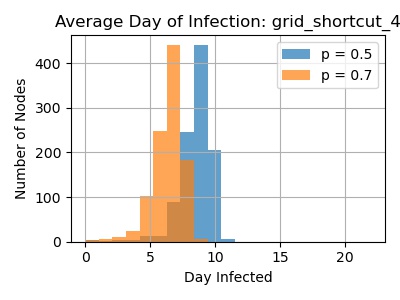 Average Day of Infection: grid_shortcut_4
p = 0.5
p = 0.7
Number of Nodes
400
300
200
100
0
0 5 10 15 20
Day Infected